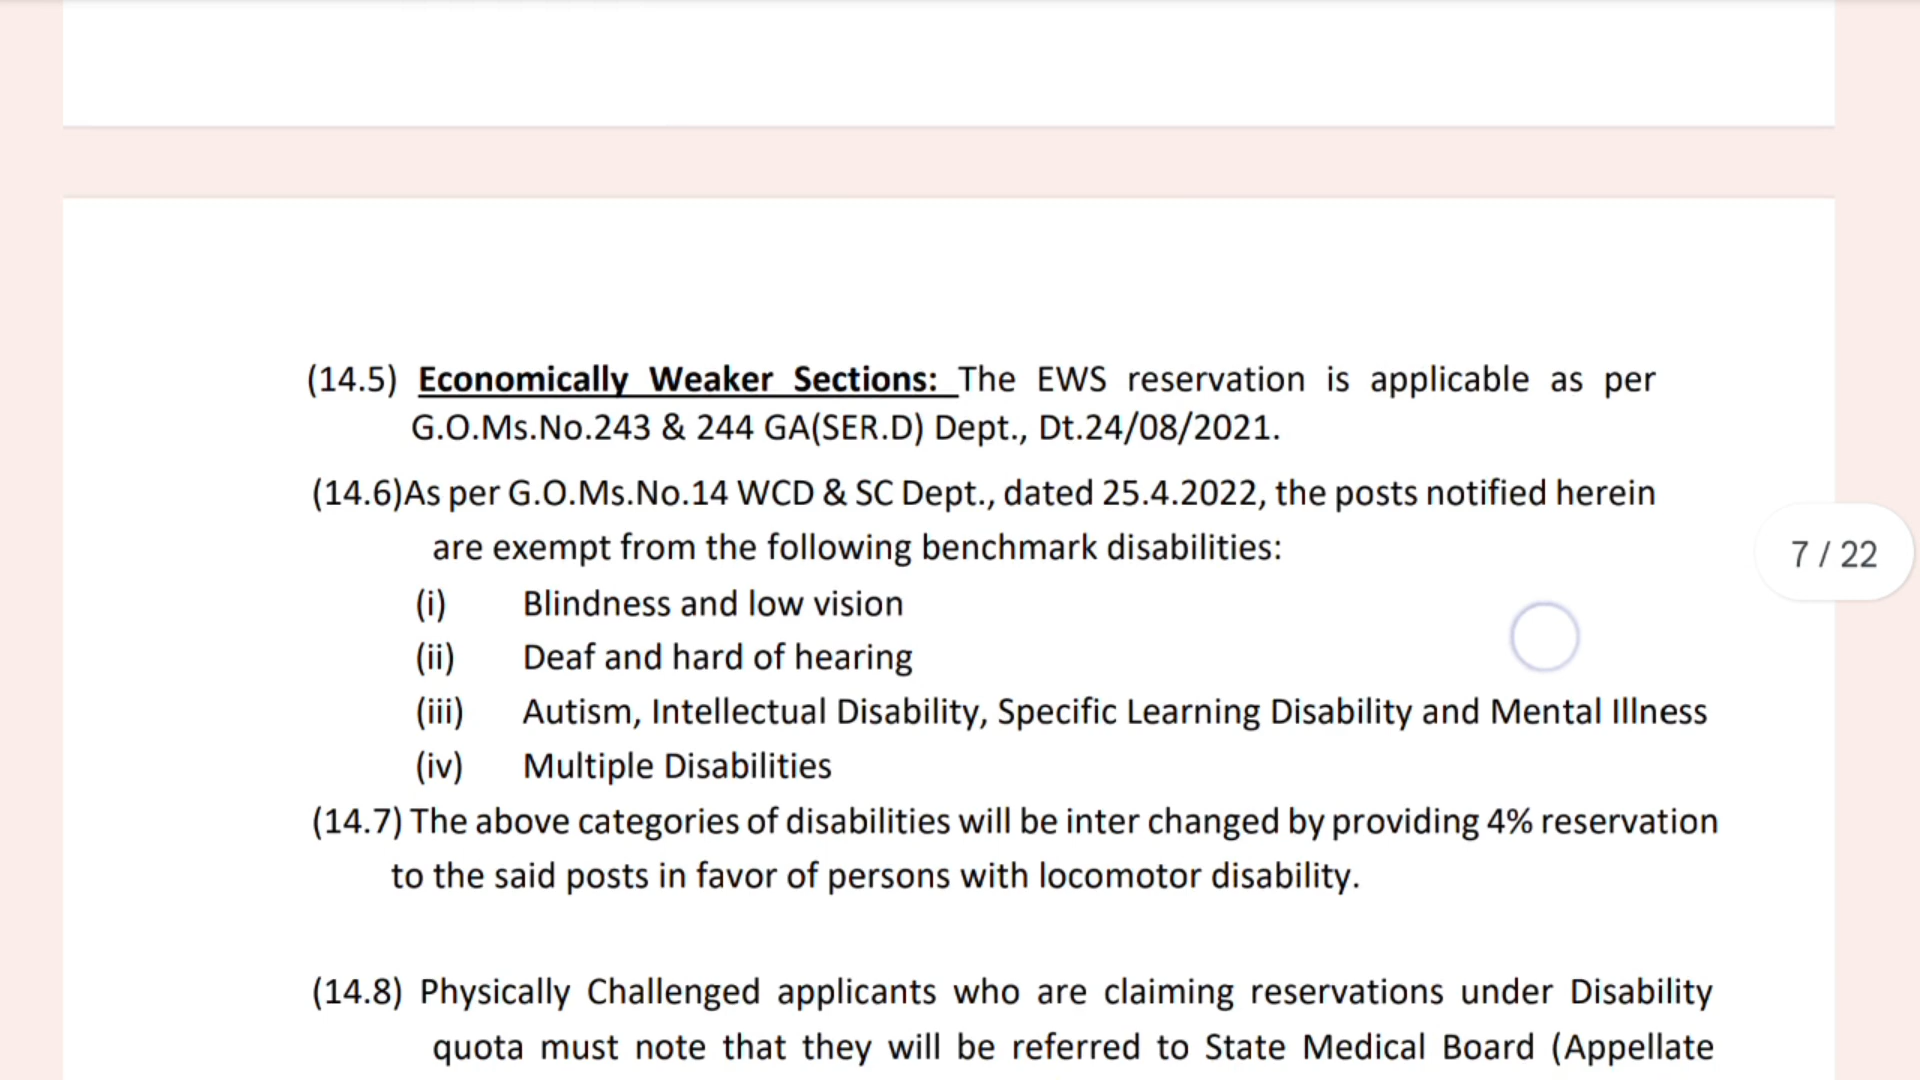 (14.5) Economically Weaker Sections: The EWS reservation is applicable as per
G.O.Ms.No.243 & 244 GA(SER.D) Dept., Dt.24/08/2021.
(14.6)As per G.O.Ms.No.14 WCD & SC Dept., dated 25.4.2022, the posts notified herein
are exempt from the following benchmark disabilities:
7 / 22
(i) Blindness and low vision
(ii) Deaf and hard of hearing
(iii) Autism, Intellectual Disability, Specific Learning Disability and Mental Illness
(iv) Multiple Disabilities
(14.7) The above categories of disabilities will be inter changed by providing 4% reservation
to the said posts in favor of persons with locomotor disability.
(14.8) Physically Challenged applicants who are claiming reservations under Disability
quota must note that they will be referred to State Medical Board (Appellate